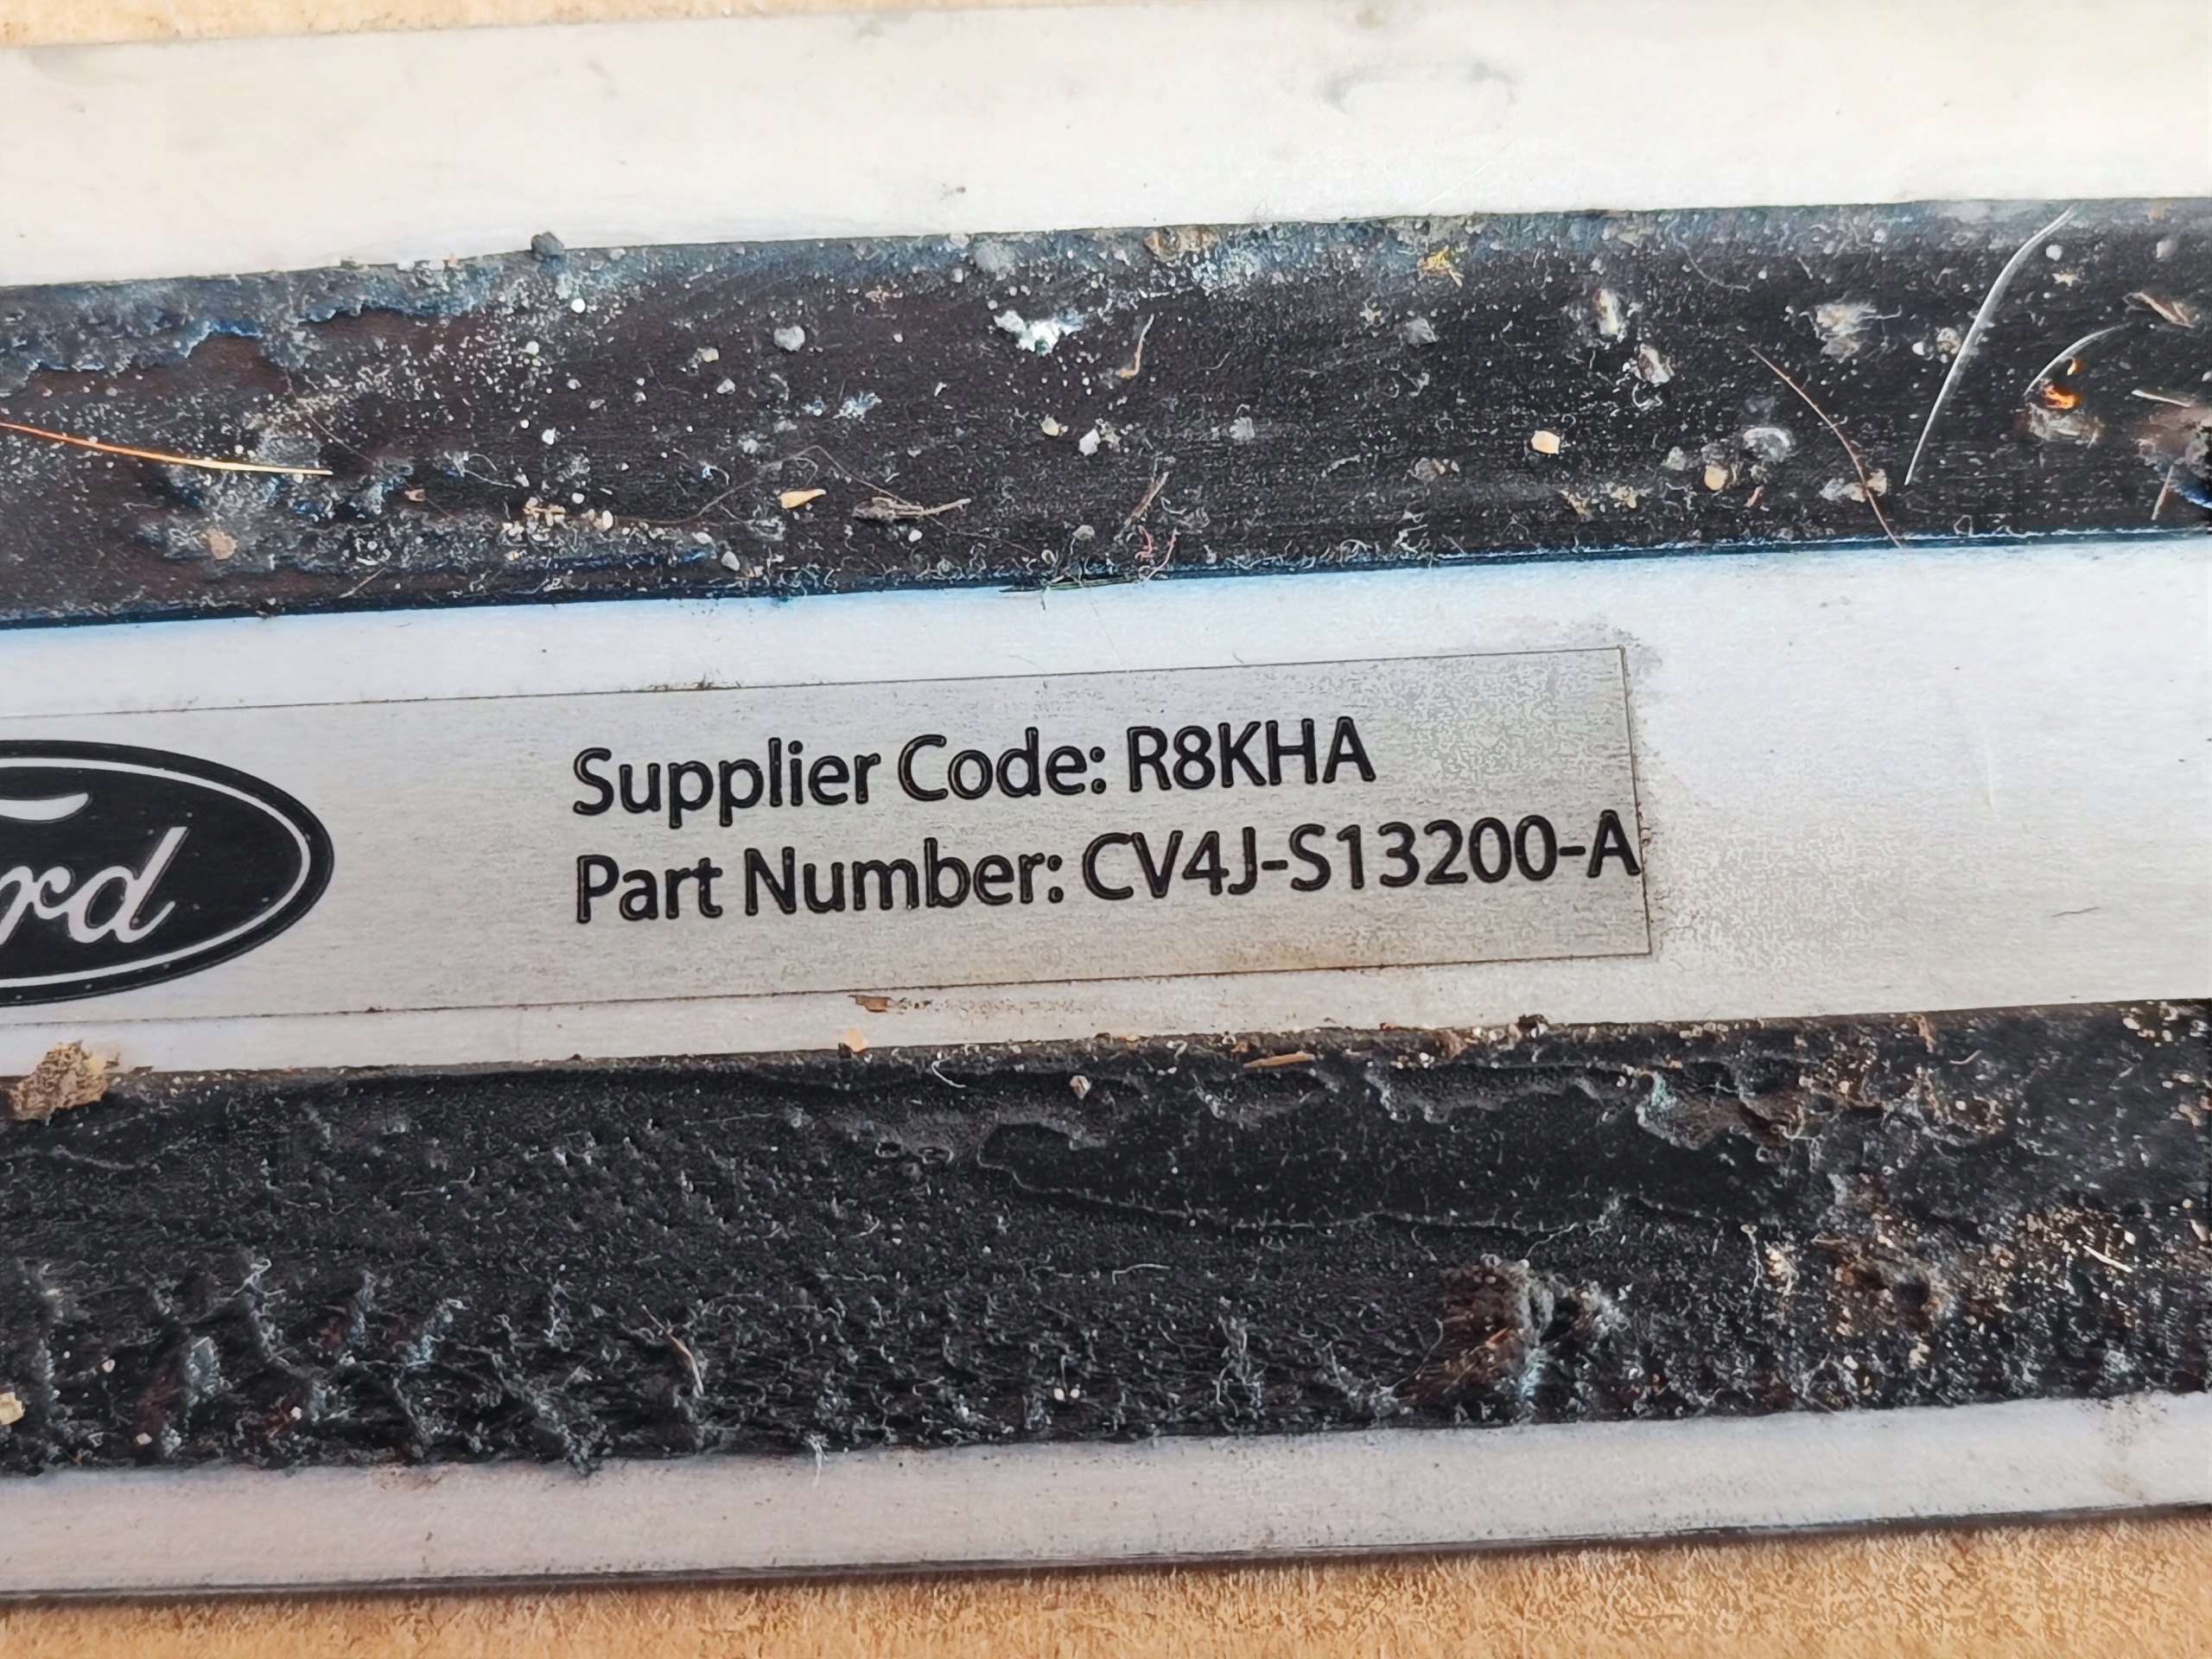 Supplier Code: R8KHA
Part Number: CV4J-S13200-A